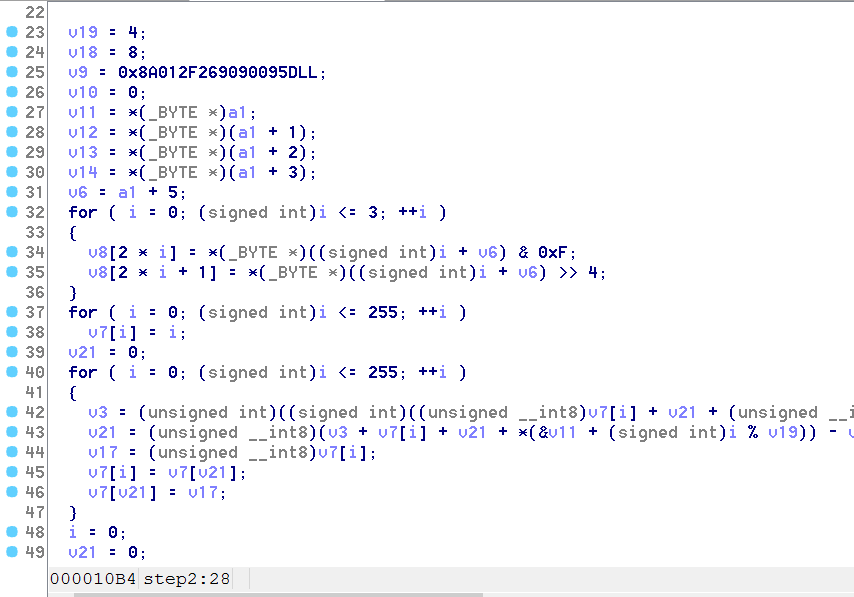 22
23 v19 = 4;
24 v18 = 8;
25 v9 = 0x8A012F269090095DLL;
26 v10 = 0;
27 v11 = *(_BYTE *)a1;
28 v12 = *(_BYTE *)(a1 + 1);
29 v13 = *(_BYTE *)(a1 + 2);
30 v14 = *(_BYTE *)(a1 + 3);
31 v6 = a1 + 5;
32 for ( i = 0; (signed int)i <= 3; ++i )
33 {
34 v8[2 * i] = *(_BYTE *)((signed int)i + v6) & 0xF;
35 v8[2 * i + 1] = *(_BYTE *)((signed int)i + v6) >> 4;
36 }
37 for ( i = 0; (signed int)i <= 255; ++i )
38 v7[i] = i;
39 v21 = 0;
40 for ( i = 0; (signed int)i <= 255; ++i )
41 {
42 v3 = (unsigned int)((signed int)((unsigned __int8)v7[i] + v21 + (unsigned __i
43 v21 = (unsigned __int8)(v3 + v7[i] + v21 + *(&v11 + (signed int)i % v19)) - v
44 v17 = (unsigned __int8)v7[i];
45 v7[i] = v7[v21];
46 v7[v21] = v17;
47 }
48 i = 0;
49 v21 = 0;
000010B4 step2:28